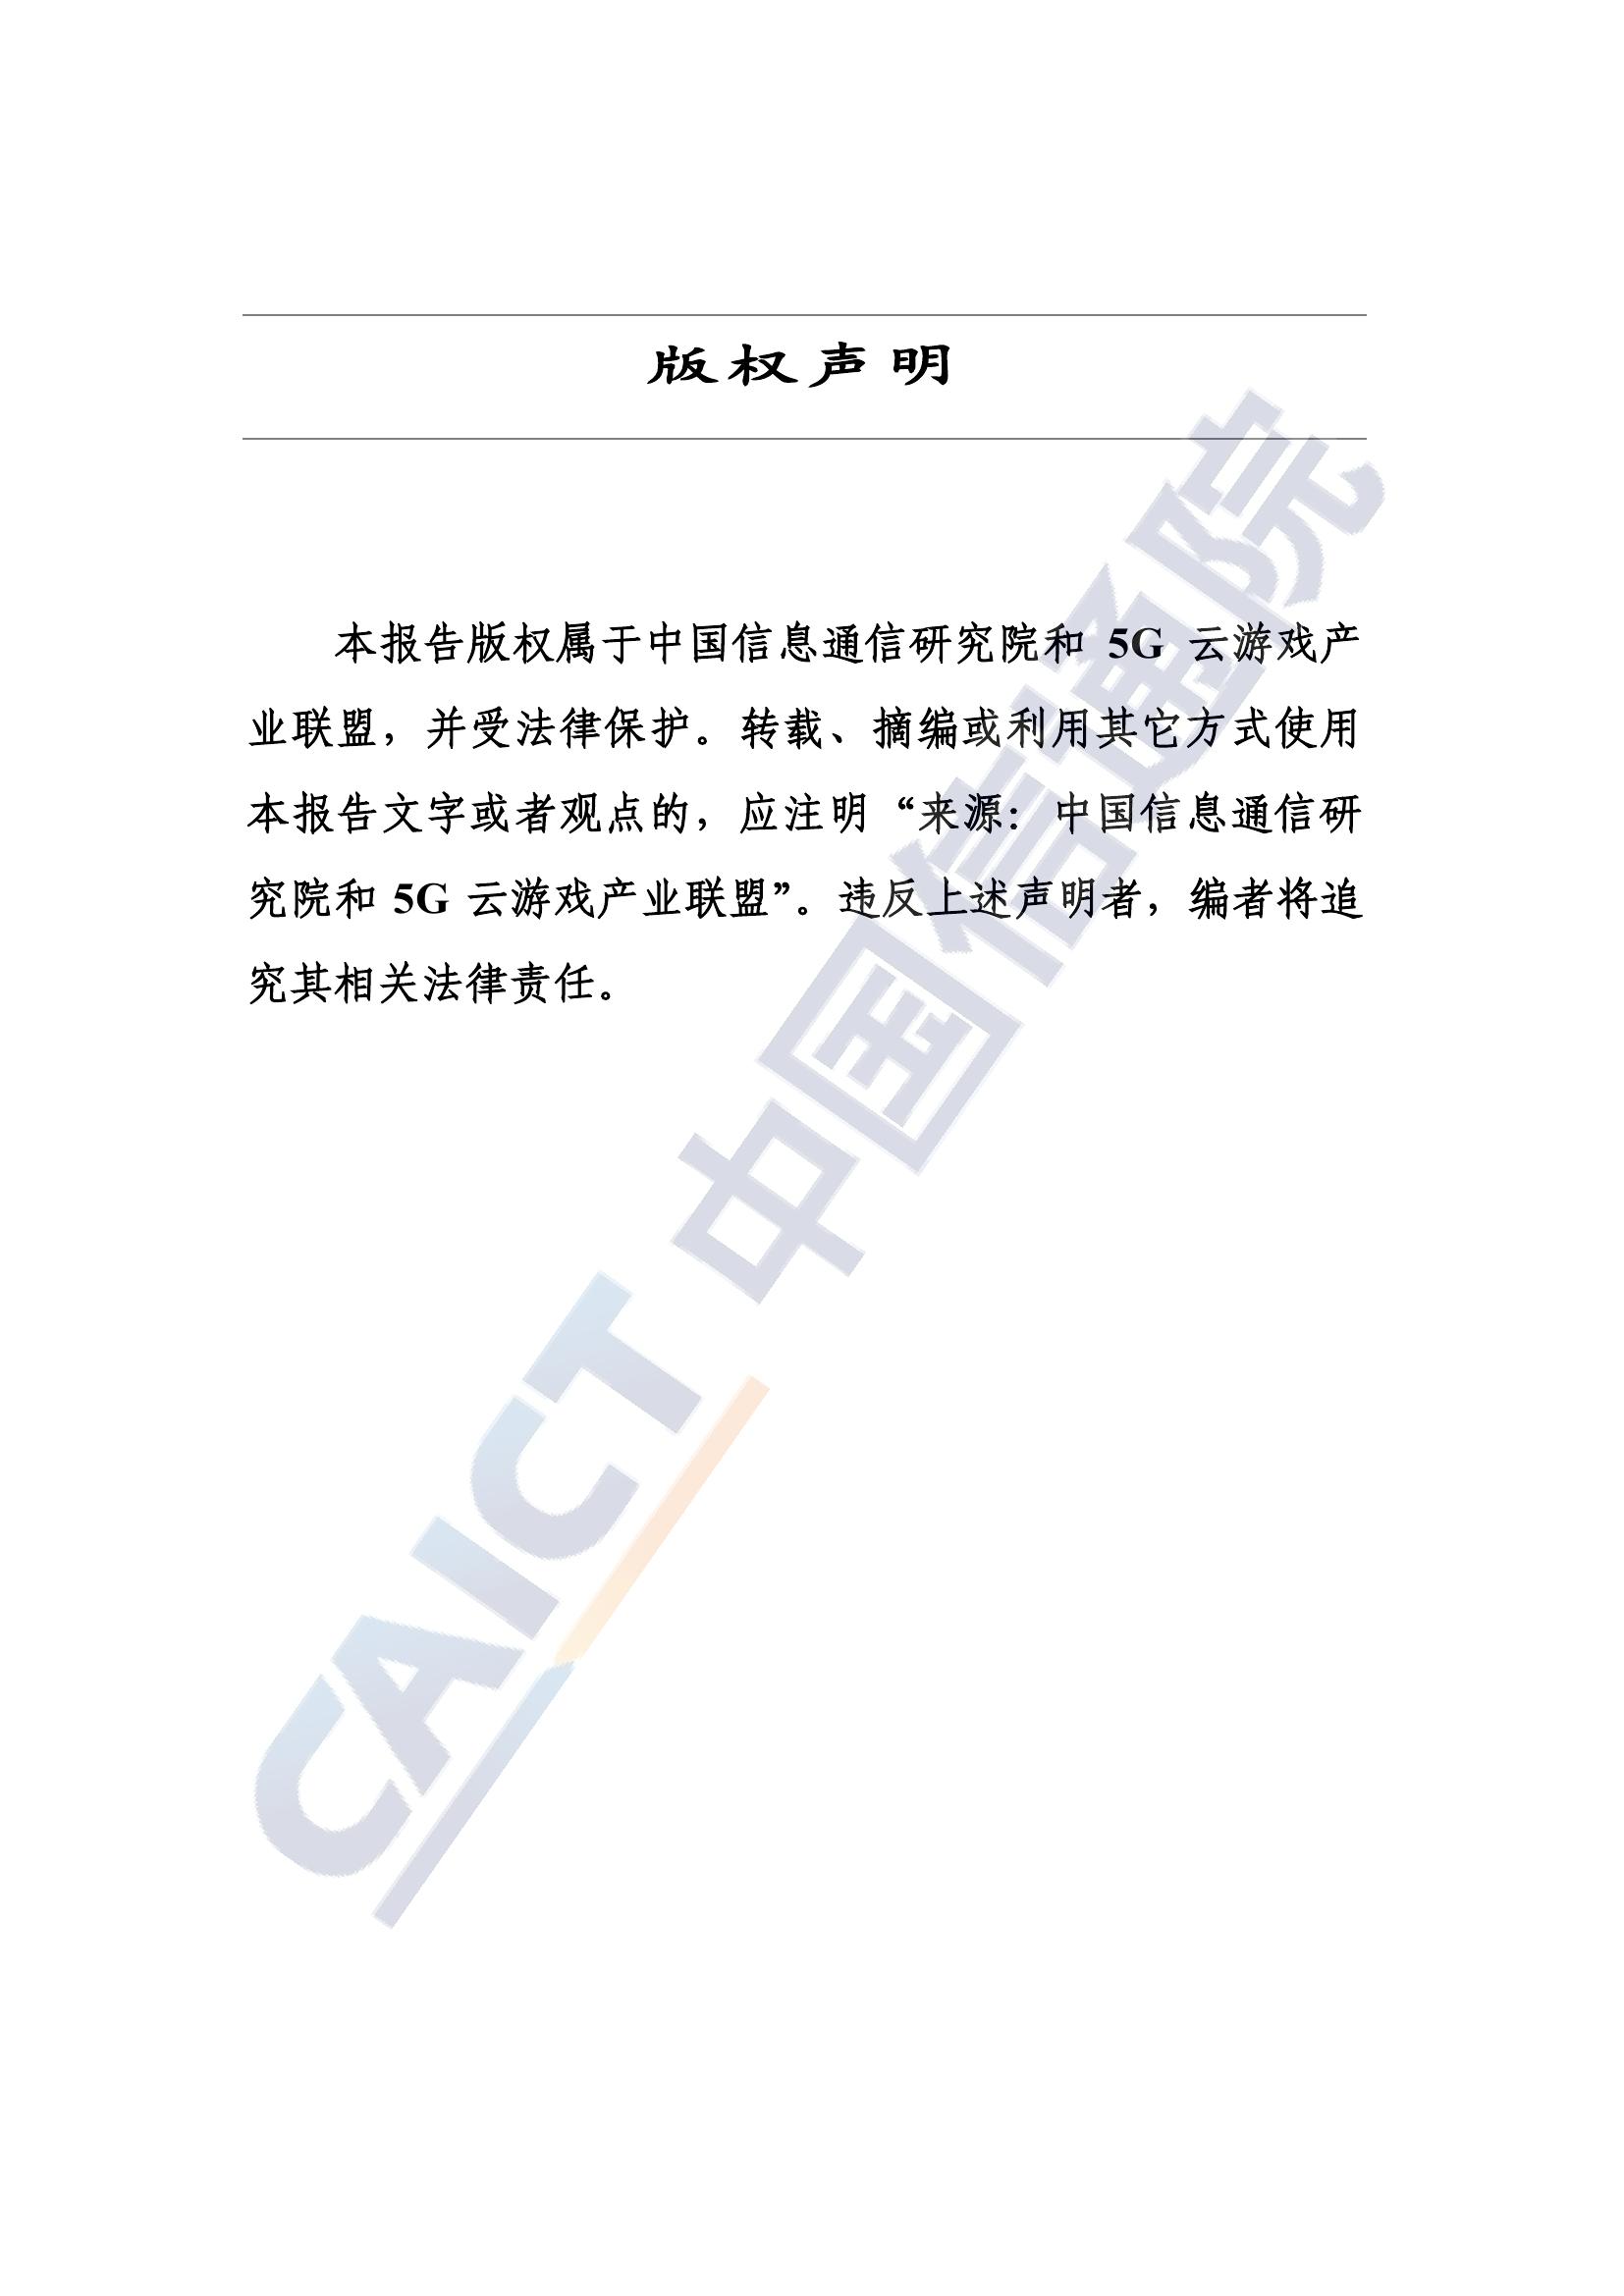 版权声明
本报告版权属于中国信息通信研究院和 5G 云游戏产
业联盟，并受法律保护。转载、摘编或利用其它方式使用
本报告文字或者观点的，应注明“来源：中国信息通信研
究院和 5G 云游戏产业联盟”。违反上述声明者，编者将追
究其相关法律责任。
CAICT 中国信通院